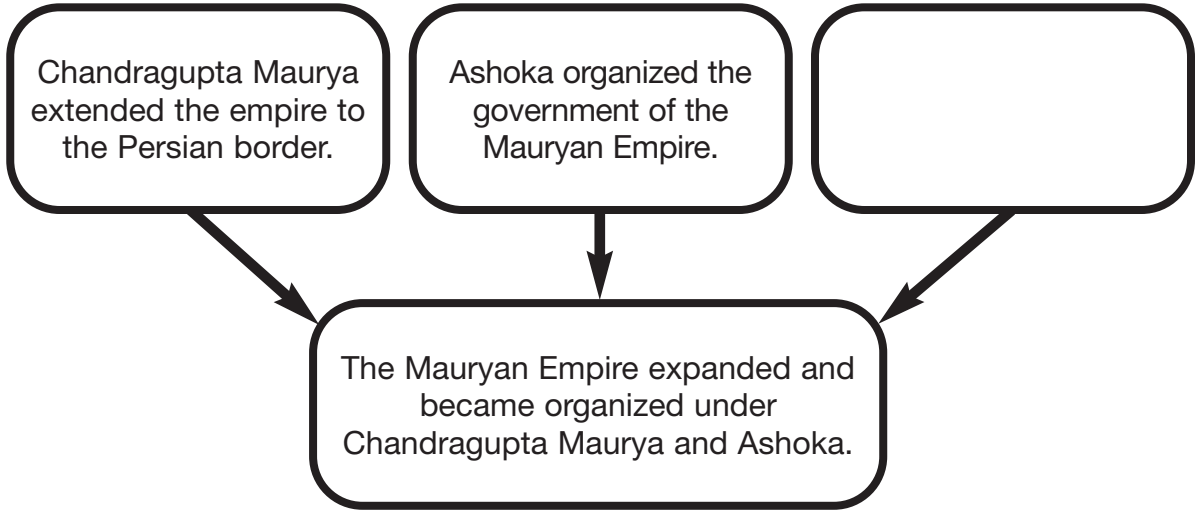 Chandragupta Maurya
extended the empire to
the Persian border.
Ashoka organized the
government of the
Mauryan Empire.
The Mauryan Empire expanded and
became organized under
Chandragupta Maurya and Ashoka.